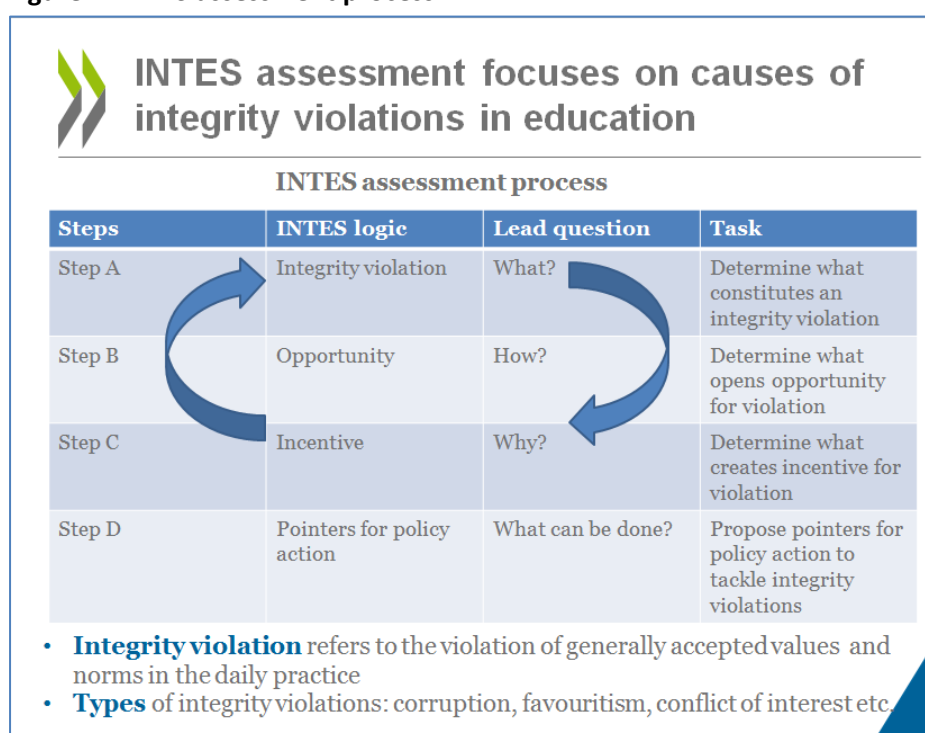 INTES assessment focuses on causes of
integrity violations in education
INTES assessment process
Steps INTES logic Lead question Task
Step A Integrity violation What? Determine what
constitutes an
integrity violation
Step B Opportunity How? Determine what
opens opportunity
for violation
Step C Incentive Why? Determine what
creates incentive for
violation
Step D Pointers for policy What can be done? Propose pointers for
action policy action to
tackle integrity
violations
• Integrity violation refers to the violation of generally accepted values and
norms in the daily practice
• Types of integrity violations: corruption, favouritism, conflict of interest etc.